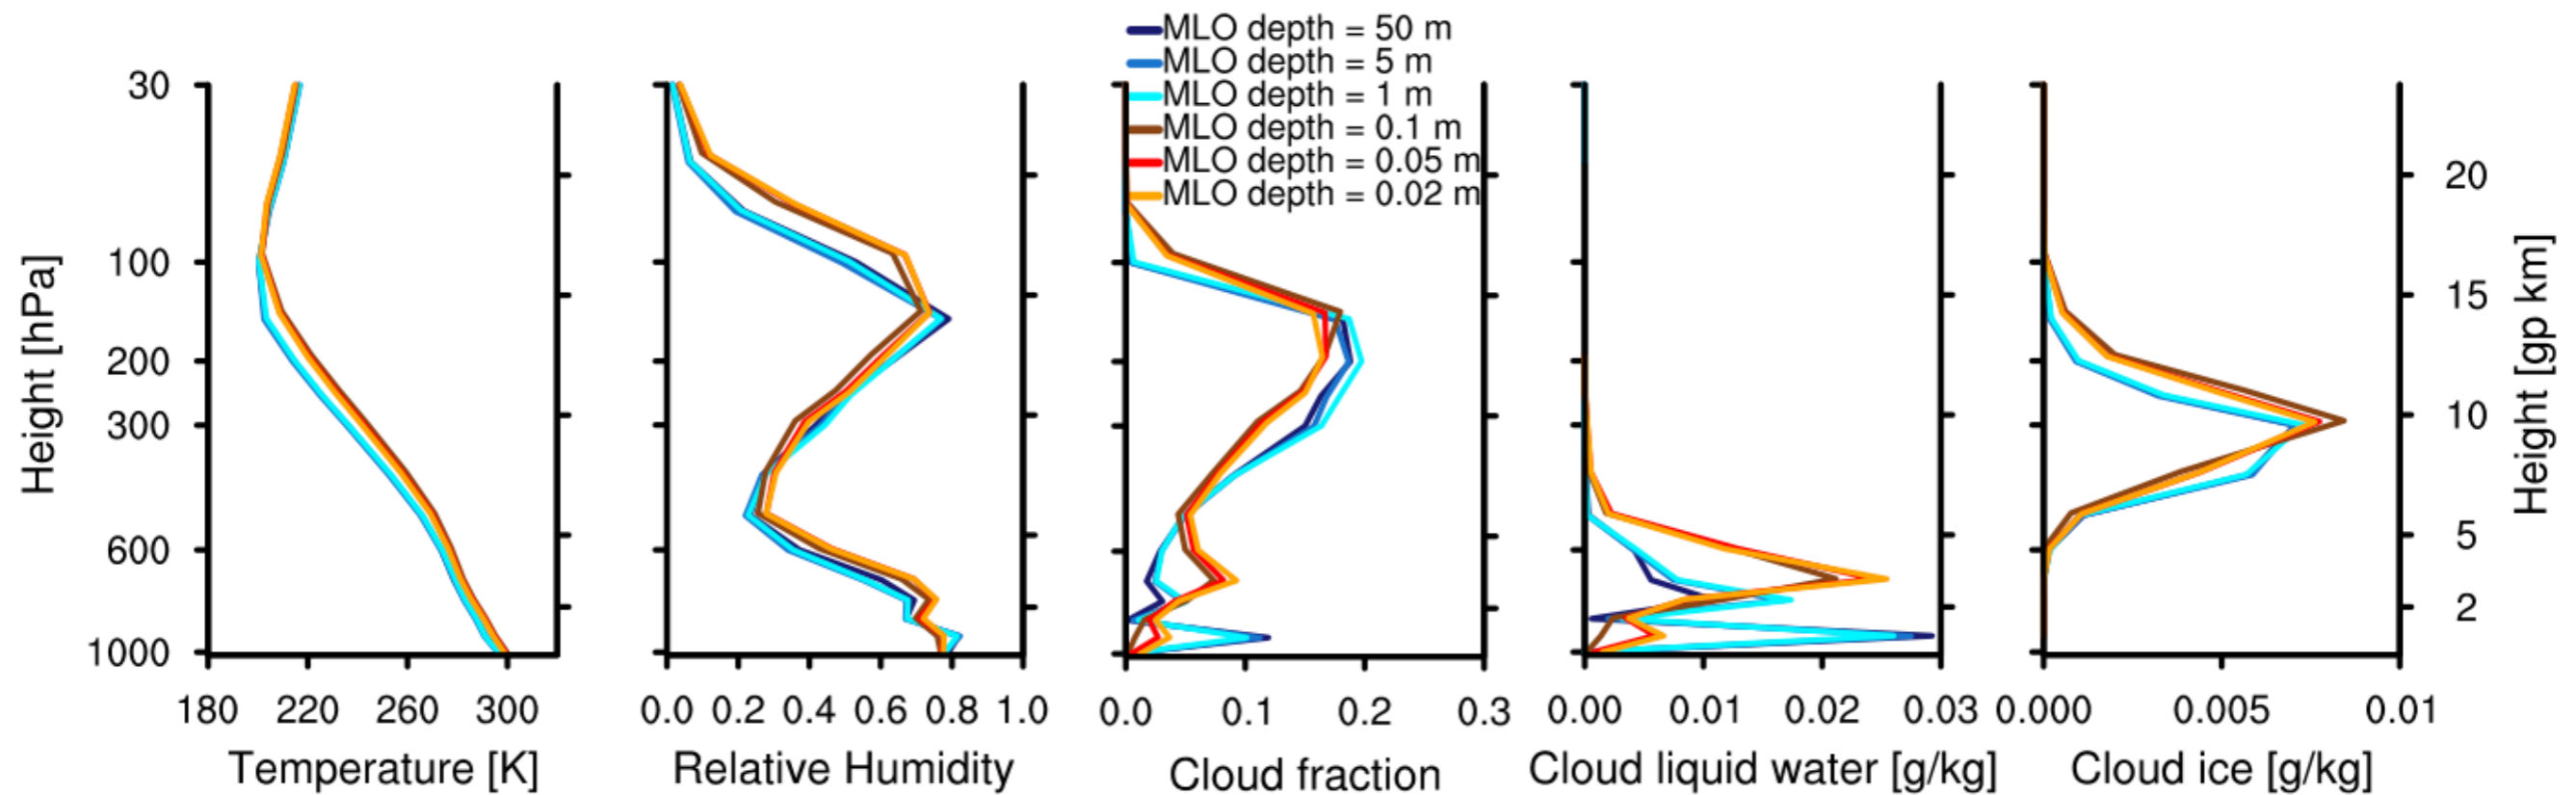 MLO depth = 50 m
MLO depth = 5 m
MLO depth = 1 m
MLO depth = 0.1 m
MLO depth = 0.05 m
MLO depth = 0.02 m
Height [hPa]
30
100
200
300
600
1000
180 220 260 300
Temperature [K]
0.0 0.2 0.4 0.6 0.8 1.0
Relative Humidity
0.0 0.1 0.2 0.3
Cloud fraction
0.00 0.01 0.02 0.03
Cloud liquid water [g/kg]
0.000 0.005 0.01
Cloud ice [g/kg]
20
15
10
5
2
Height [gp km]